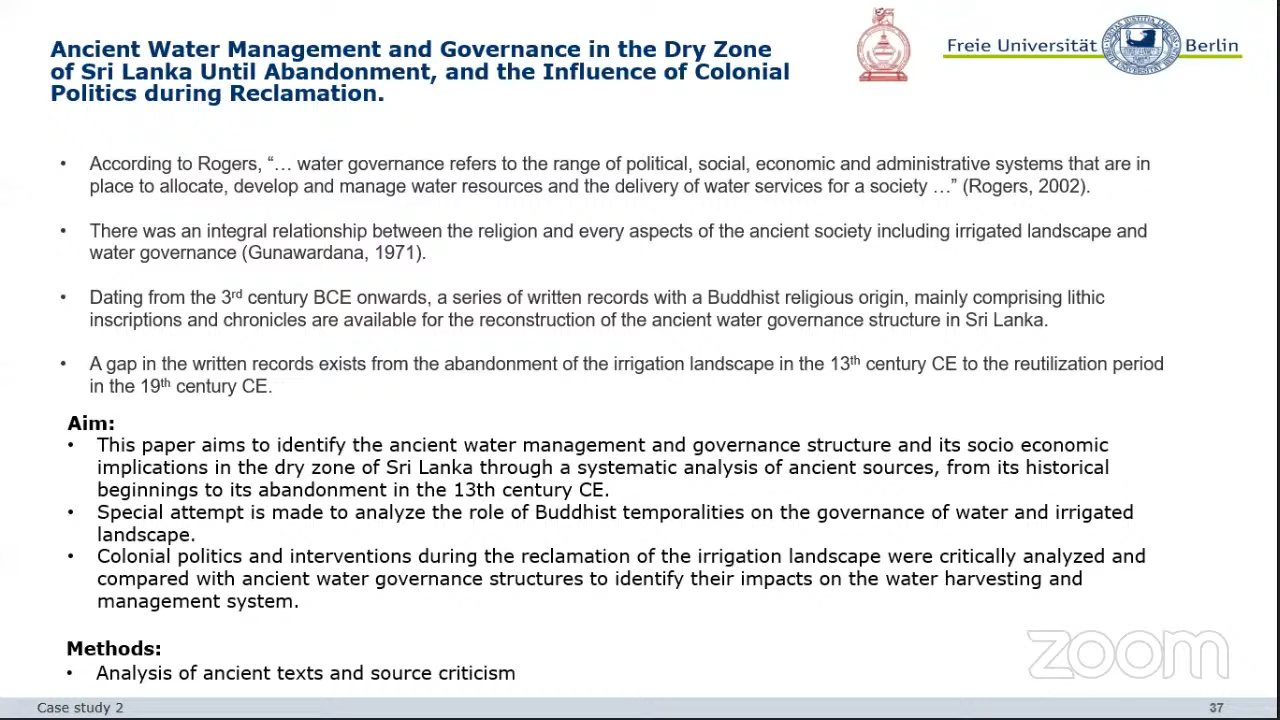 Ancient Water Management and Governance in the Dry Zone
of Sri Lanka Until Abandonment, and the Influence of Colonial
Politics during Reclamation.
Freie Universität Berlin
• According to Rogers, “… water governance refers to the range of political, social, economic and administrative systems that are in
place to allocate, develop and manage water resources and the delivery of water services for a society …” (Rogers, 2002).
• There was an integral relationship between the religion and every aspects of the ancient society including irrigated landscape and
water governance (Gunawardana, 1971).
• Dating from the 3rd century BCE onwards, a series of written records with a Buddhist religious origin, mainly comprising lithic
inscriptions and chronicles are available for the reconstruction of the ancient water governance structure in Sri Lanka.
• A gap in the written records exists from the abandonment of the irrigation landscape in the 13th century CE to the reutilization period
in the 19th century CE.
Aim:
• This paper aims to identify the ancient water management and governance structure and its socio economic
implications in the dry zone of Sri Lanka through a systematic analysis of ancient sources, from its historical
beginnings to its abandonment in the 13th century CE.
• Special attempt is made to analyze the role of Buddhist temporalities on the governance of water and irrigated
landscape.
• Colonial politics and interventions during the reclamation of the irrigation landscape were critically analyzed and
compared with ancient water governance structures to identify their impacts on the water harvesting and
management system.
Methods:
• Analysis of ancient texts and source criticism
zoom
Case study 2
37